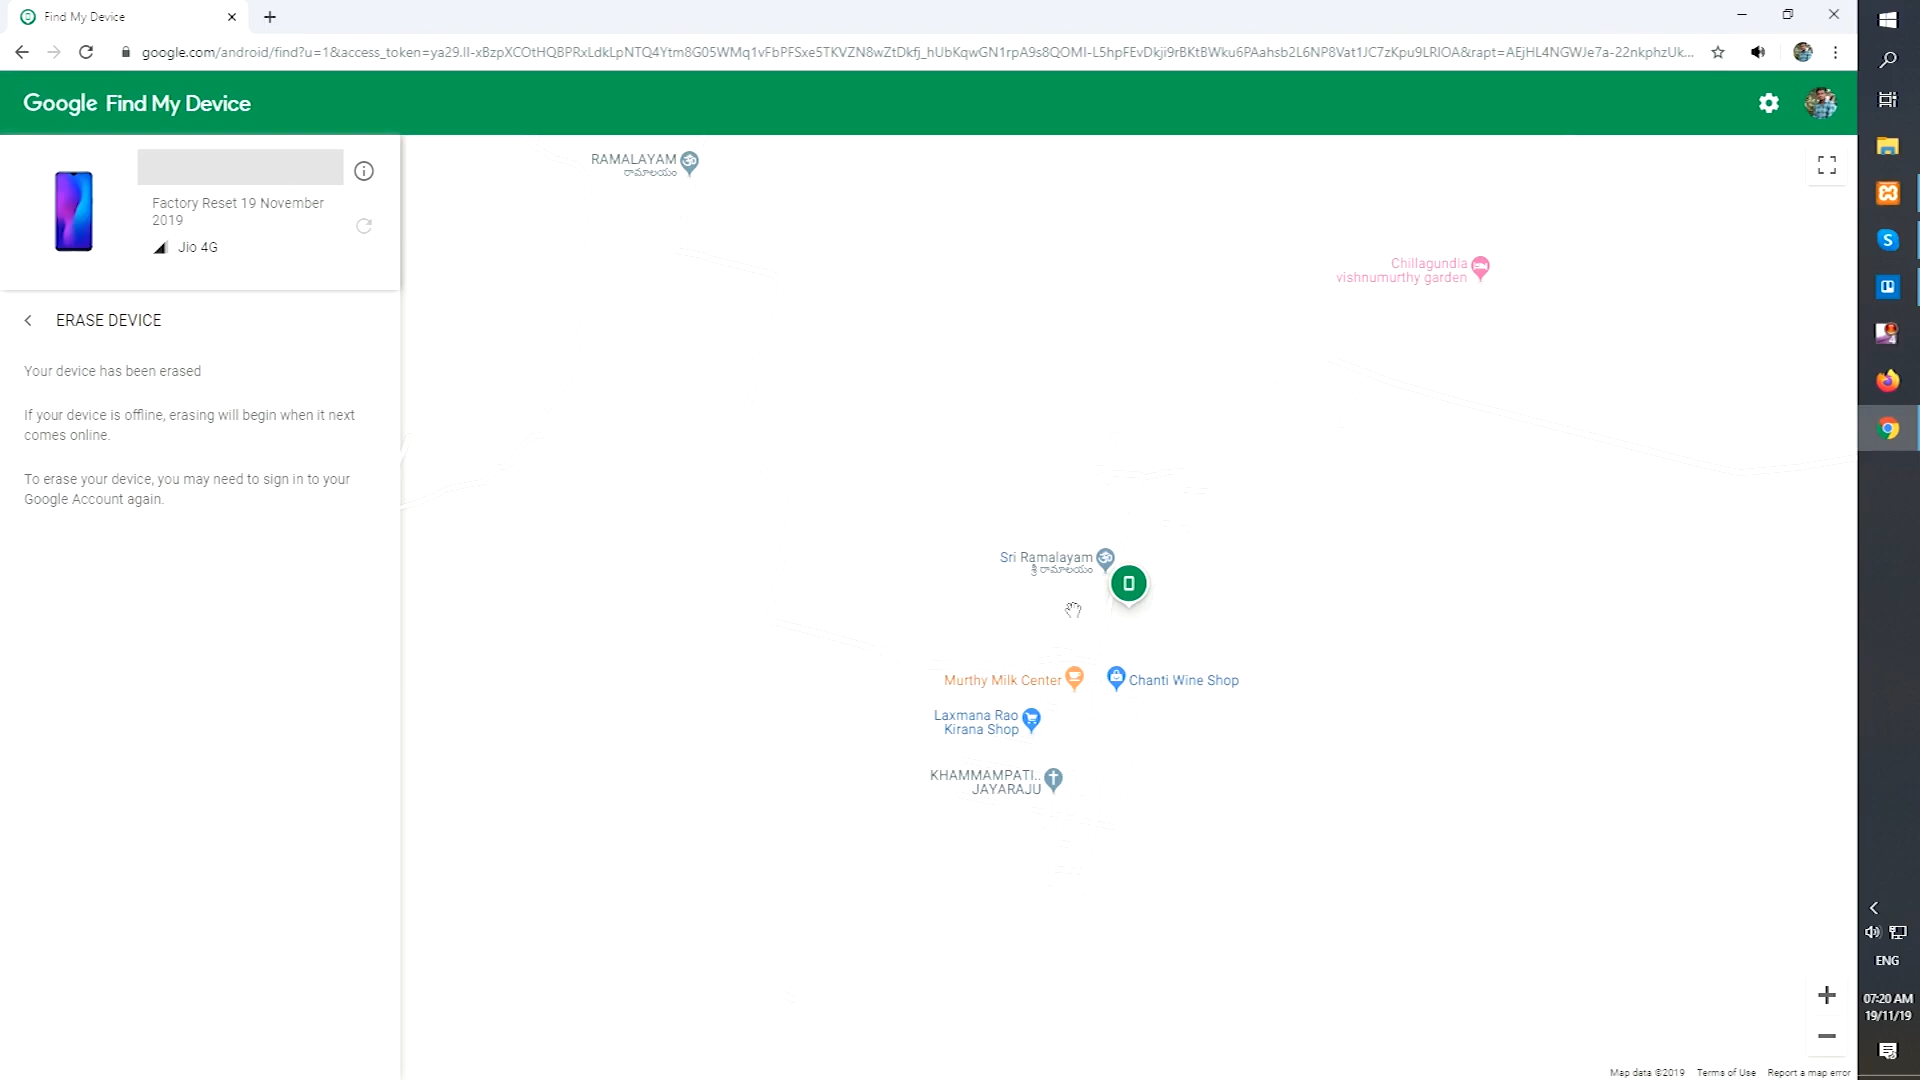 Find My Device
google.com/android/find?u=1&access_token=ya29.Il-xBzpXCOtHQBPRxLdkLpNTQ4Ytm8G05WMq1vFbPFSxe5TKVZN8wZtDkfj_hUbKqwGN1rpA9s8QOMI-L5hpFEvDkji9rBKtBWku6PAahsb2L6NP8Vat1JC7zKpu9LRIOA&rapt=AEjHL4NGWJe7a-22nkphzUk...
Google Find My Device
Factory Reset 19 November
2019
Jio 4G
ERASE DEVICE
Your device has been erased
If your device is offline, erasing will begin when it next
comes online.
To erase your device, you may need to sign in to your
Google Account again.
RAMALAYAM
రామాలయం
Chillagundla
vishnumurthy garden
Sri Ramalayam
శ్రీ రామాలయం
Murthy Milk Center
Chanti Wine Shop
Laxmana Rao
Kirana Shop
KHAMMAMPATI..
JAYARAJU
Map data ©2019 Terms of Use Report a map error
ENG
07:20 AM
19/11/19